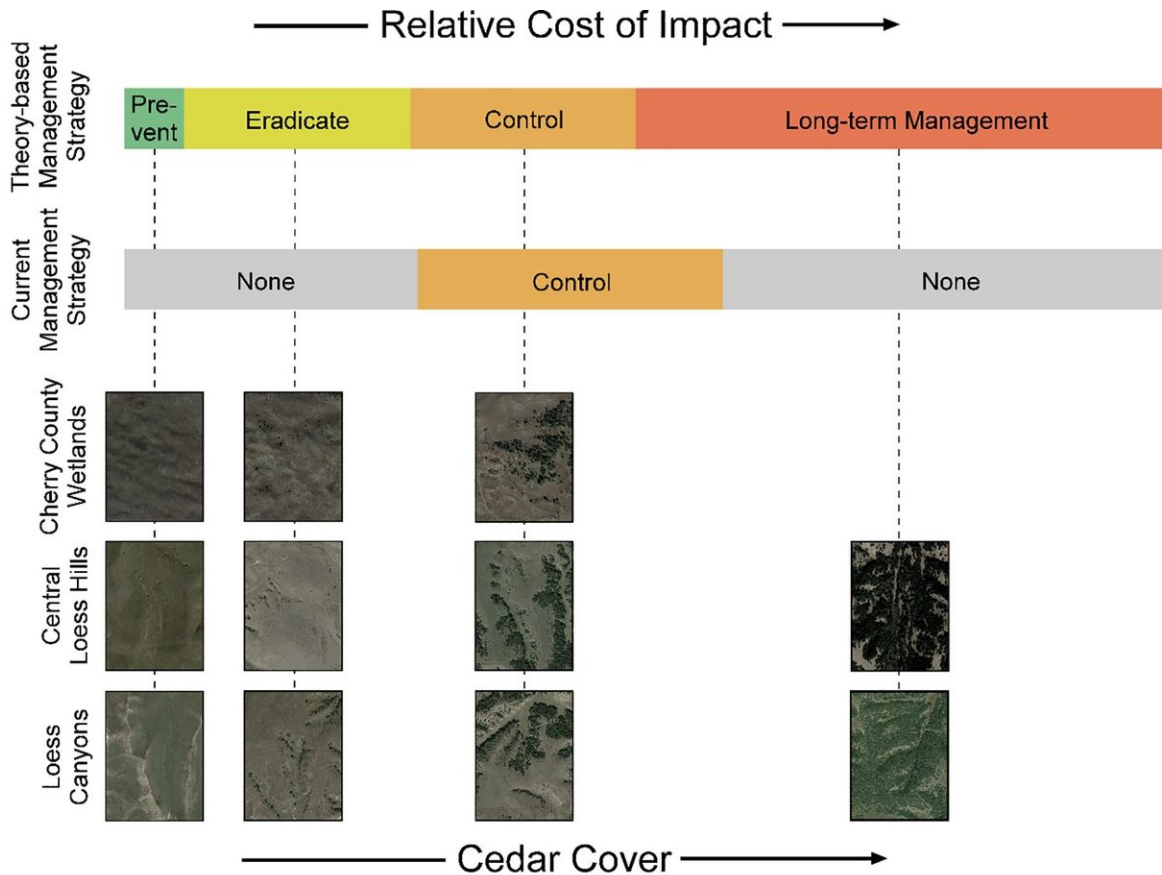 Relative Cost of Impact
Theory-based
Management
Strategy
Pre-
vent
Eradicate
Control
Long-term Management
Current
Management
Strategy
None
Control
None
Cherry County
Wetlands
Central
Loess Hills
Loess
Canyons
Cedar Cover